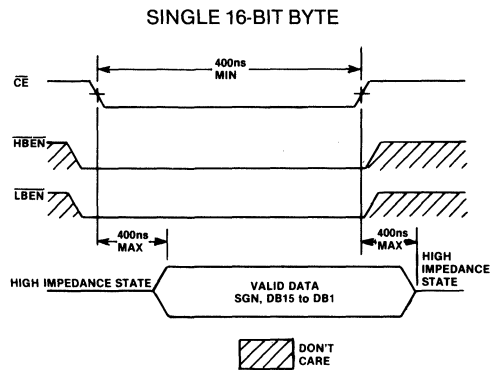 SINGLE 16-BIT BYTE
400ns
MIN
CE
HBEN
LBEN
400ns
MAX
400ns
MAX
HIGH
IMPEDANCE
STATE
HIGH IMPEDANCE STATE
VALID DATA
SGN, DB15 to DB1
DON'T
CARE